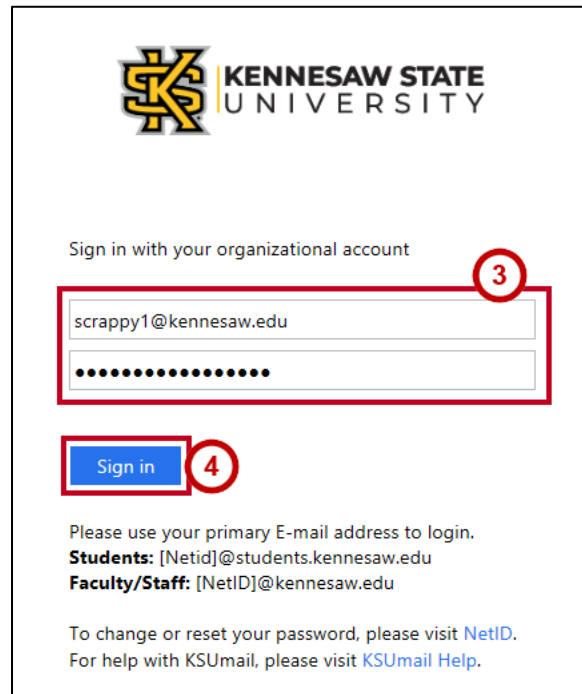 KS
KENNESAW STATE
UNIVERSITY
Sign in with your organizational account
3
scrappy1@kennesaw.edu
•••••••••••••••••
Sign in
4
Please use your primary E-mail address to login.
Students: [Netid]@students.kennesaw.edu
Faculty/Staff: [NetID]@kennesaw.edu
To change or reset your password, please visit NetID.
For help with KSUmail, please visit KSUmail Help.